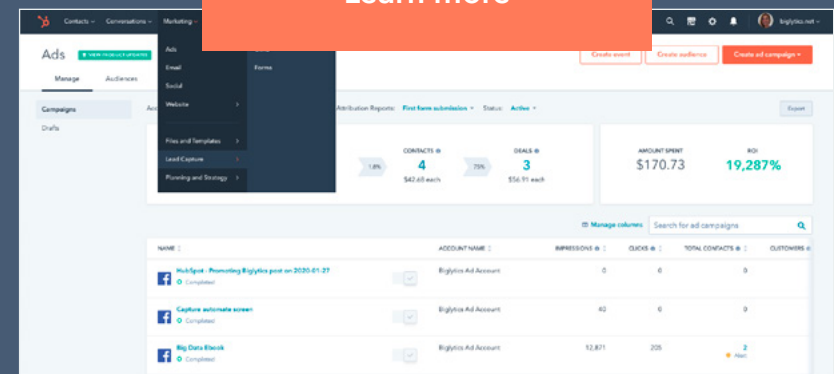 Learn more
Contacts Conversations Marketing
biglytics.net
Ads VIEW PRODUCT UPDATES
Create event Create audience Create ad campaign
Manage Audiences
Ads
Email Forms
Social
Website
Files and Templates
Lead Capture
Planning and Strategy
Campaigns
Drafts
Attribution Reports: First form submission Status: Active Export
CONTACTS DEALS AMOUNT SPENT ROI
1.8% 4 75% 3 $170.73 19,287%
$42.68 each $56.91 each
Manage columns Search for ad campaigns
NAME ACCOUNT NAME IMPRESSIONS CLICKS TOTAL CONTACTS CUSTOMERS
HubSpot - Promoting Biglytics post on 2020-01-27 Biglytics Ad Account 0 0 0
Completed
Capture automate screen Biglytics Ad Account 40 0 0
Completed
Big Data Ebook Biglytics Ad Account 12,871 205 2
Completed